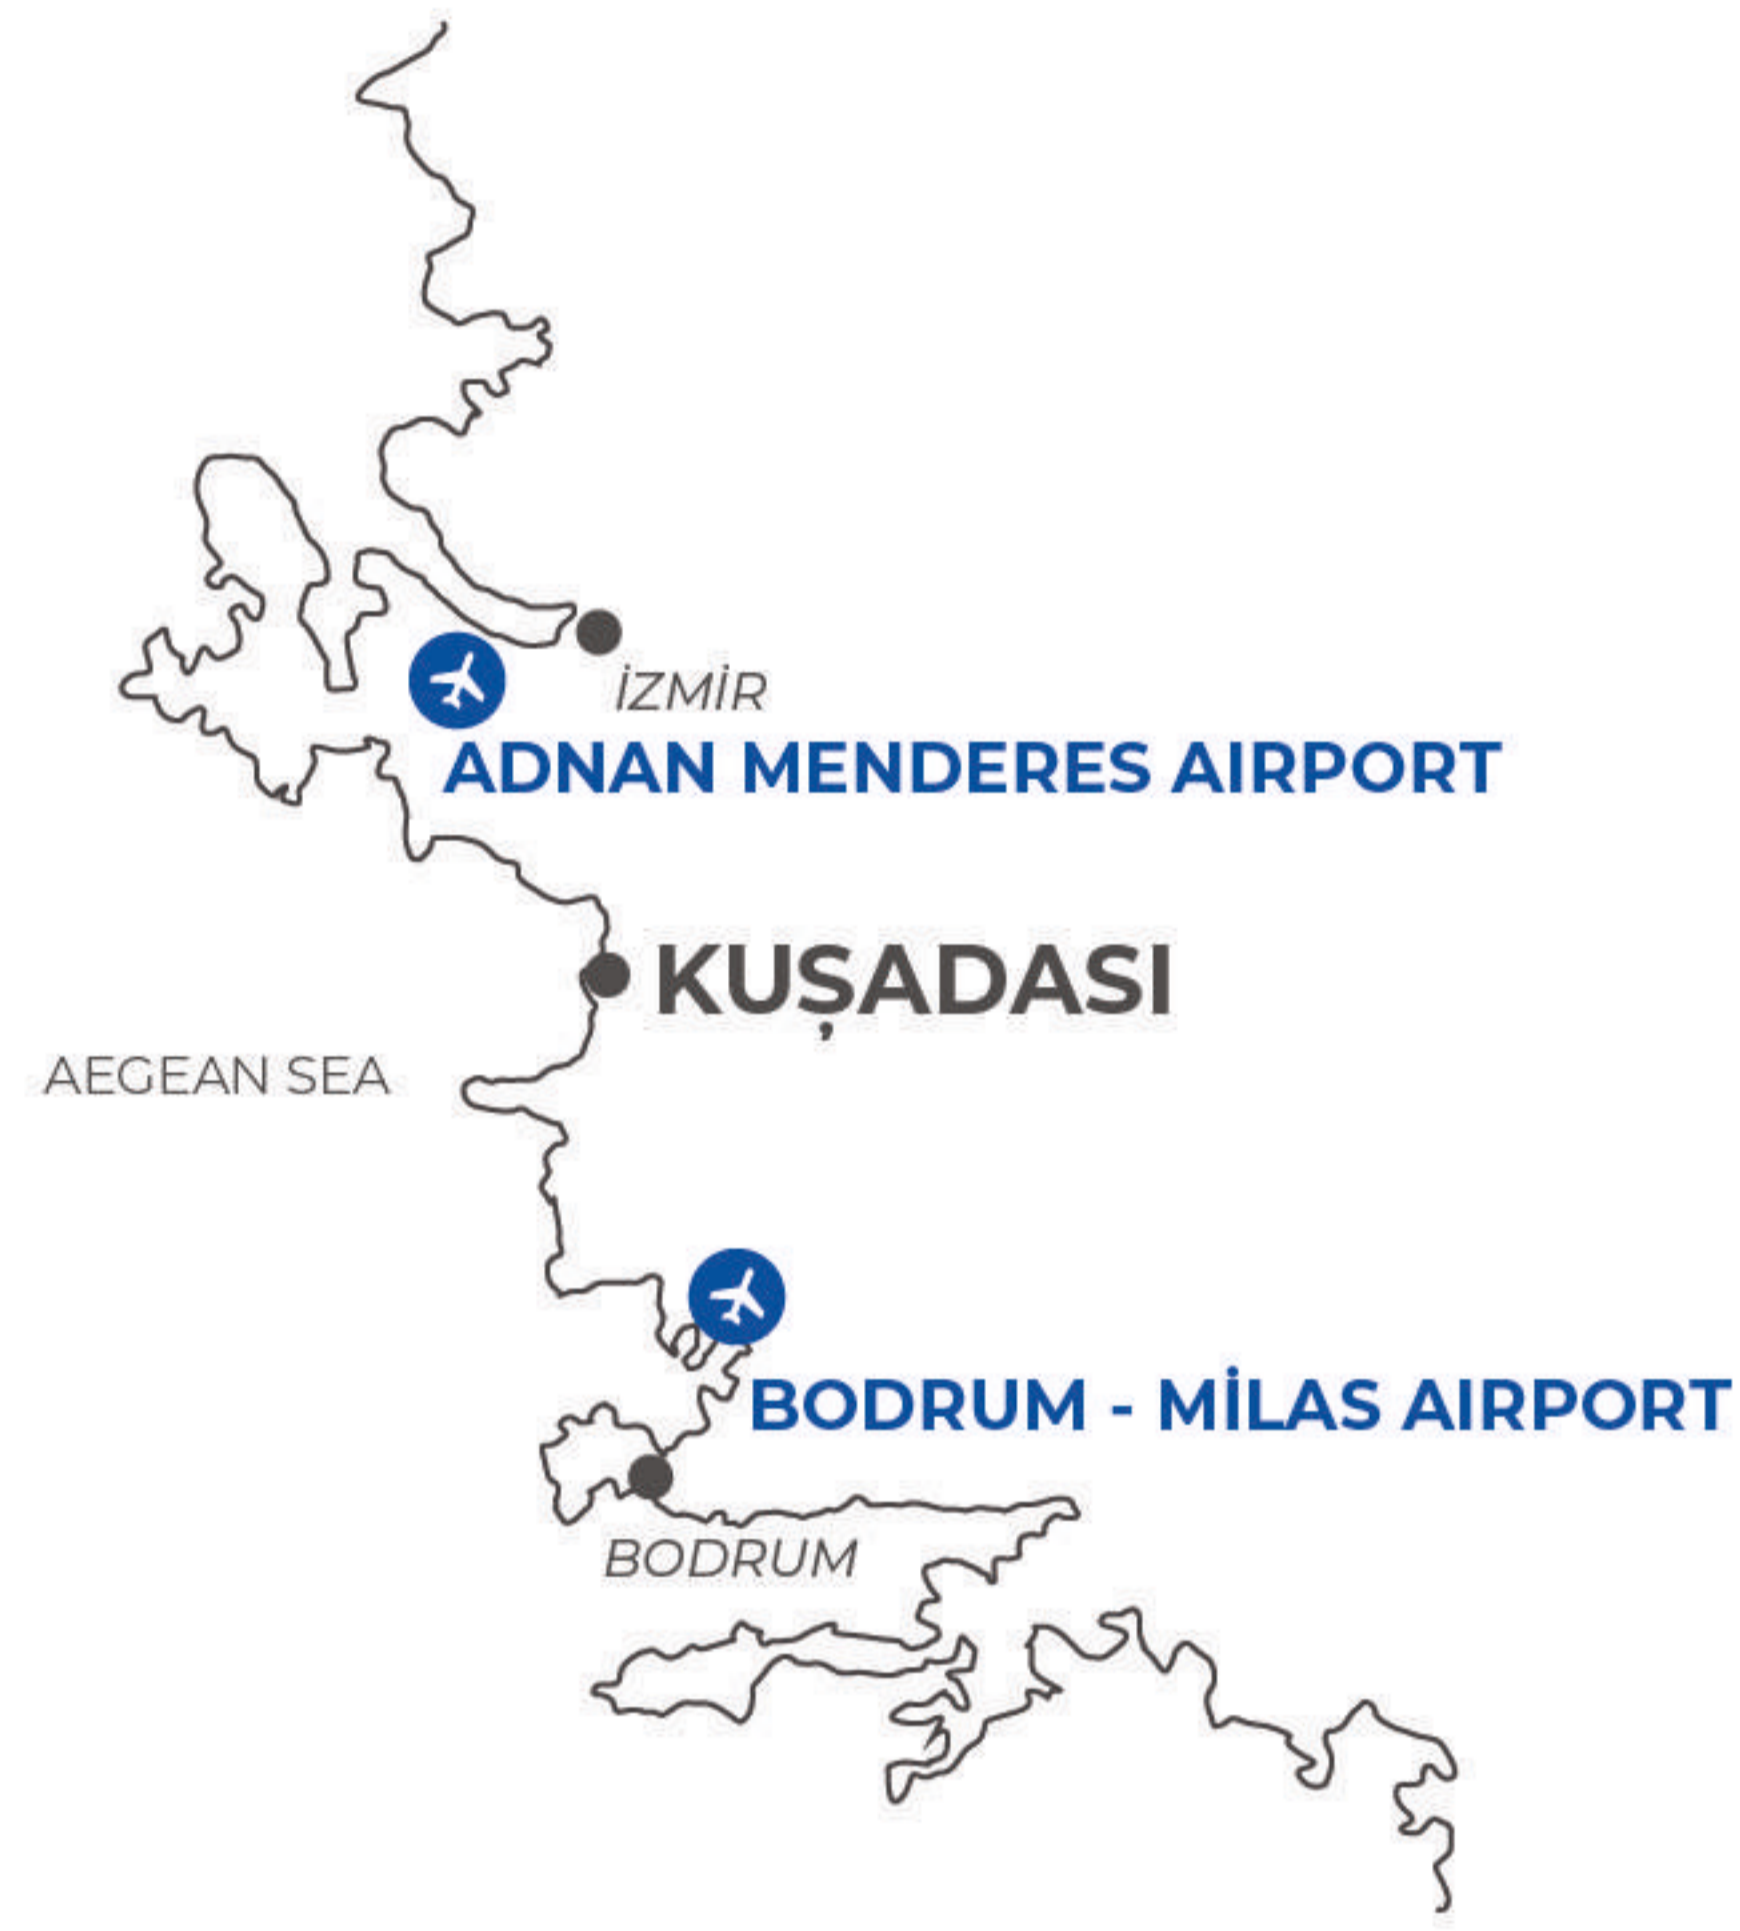 İZMİR
ADNAN MENDERES AIRPORT
KUŞADASI
AEGEAN SEA
BODRUM - MİLAS AIRPORT
BODRUM